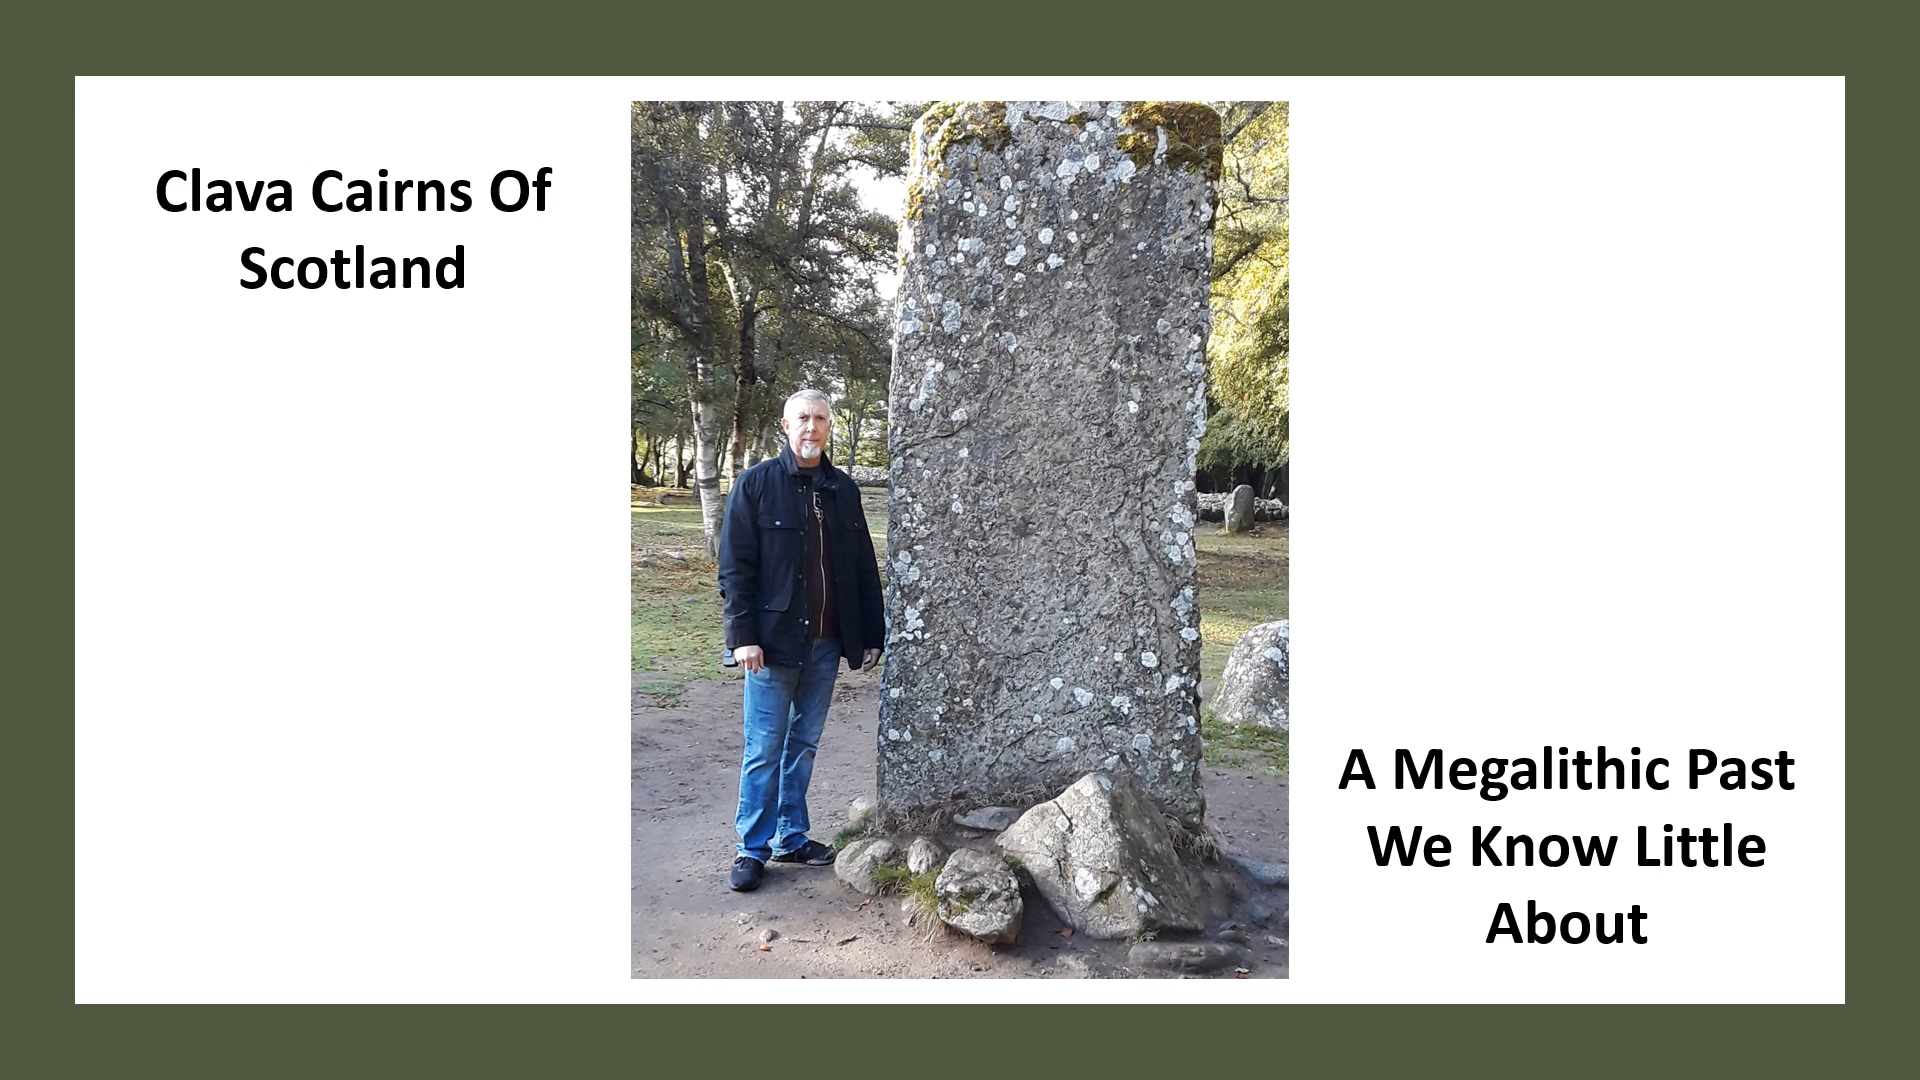 Clava Cairns Of
Scotland
A Megalithic Past
We Know Little
About